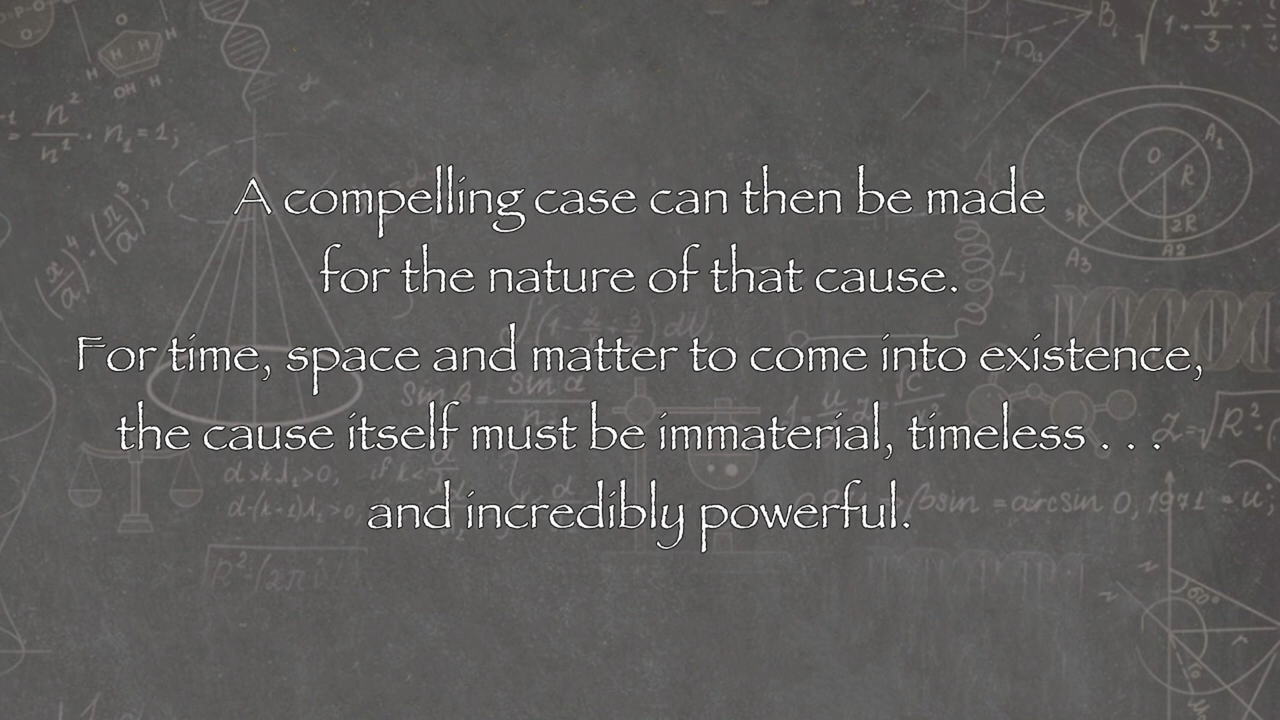 A compelling case can then be made
for the nature of that cause.
For time, space and matter to come into existence,
the cause itself must be immaterial, timeless . . .
and incredibly powerful.